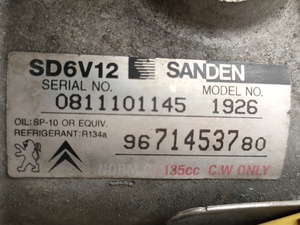 SD6V12 SANDEN
SERIAL NO. MODEL NO.
0811101145 1926
OIL:SP-10 OR EQUIV.
REFRIGERANT:R134a
9671453780
135cc C.W ONLY